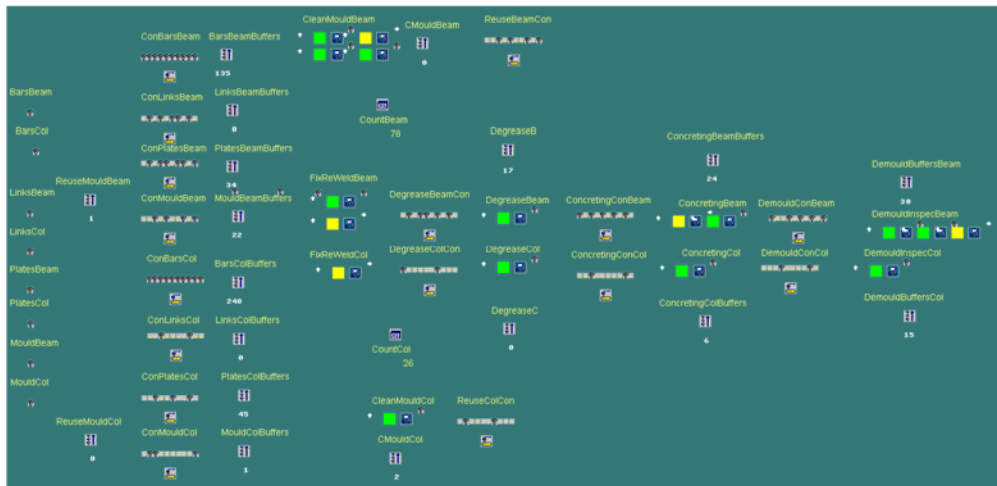 CleanMouldBeam
CMouldBeam
ReuseBeamCon
ConBarsBeam
BarsBeamBuffers
135
0
BarsBeam
ConLinksBeam
LinksBeamBuffers
0
CountBeam
78
BarsCol
DegreaseB
17
ConcretingBeamBuffers
24
ConPlatesBeam
PlatesBeamBuffers
34
DemouldBuffersBeam
30
ReuseMouldBeam
1
FixReWeldBeam
LinksBeam
ConMouldBeam
MouldBeamBuffers
22
DegreaseBeamCon
DegreaseBeam
ConcretingConBeam
ConcretingBeam
DemouldConBeam
DemouldInspecBeam
LinksCol
FixReWeldCol
DegreaseColCon
DegreaseCol
ConcretingConCol
ConcretingCol
DemouldConCol
DemouldInspecCol
ConBarsCol
BarsColBuffers
248
PlatesBeam
PlatesCol
ConLinksCol
LinksColBuffers
0
DegreaseC
0
ConcretingColBuffers
6
DemouldBuffersCol
15
CountCol
26
MouldBeam
MouldCol
ConPlatesCol
PlatesColBuffers
45
CleanMouldCol
ReuseColCon
ReuseMouldCol
0
ConMouldCol
MouldColBuffers
1
CMouldCol
2